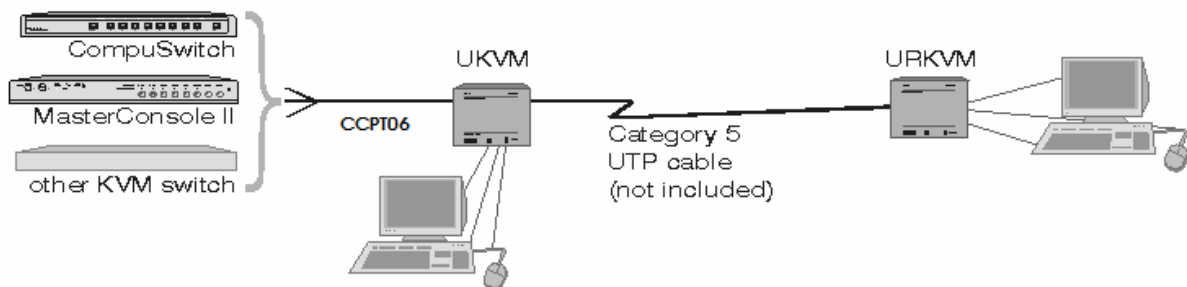 CompuSwitch
MasterConsole II
other KVM switch
CCPT06
UKVM
Category 5
UTP cable
(not included)
URKVM